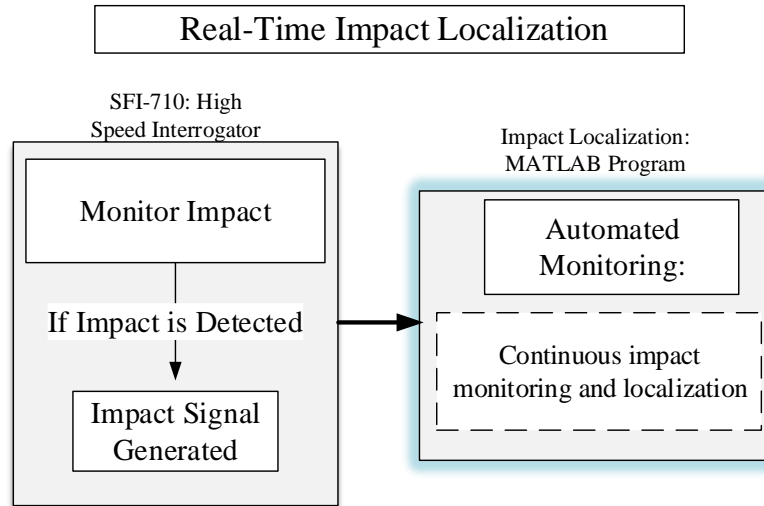 Real-Time Impact Localization
SFI-710: High
Speed Interrogator
Monitor Impact
If Impact is Detected
Impact Signal
Generated
Impact Localization:
MATLAB Program
Automated
Monitoring:
Continuous impact
monitoring and localization